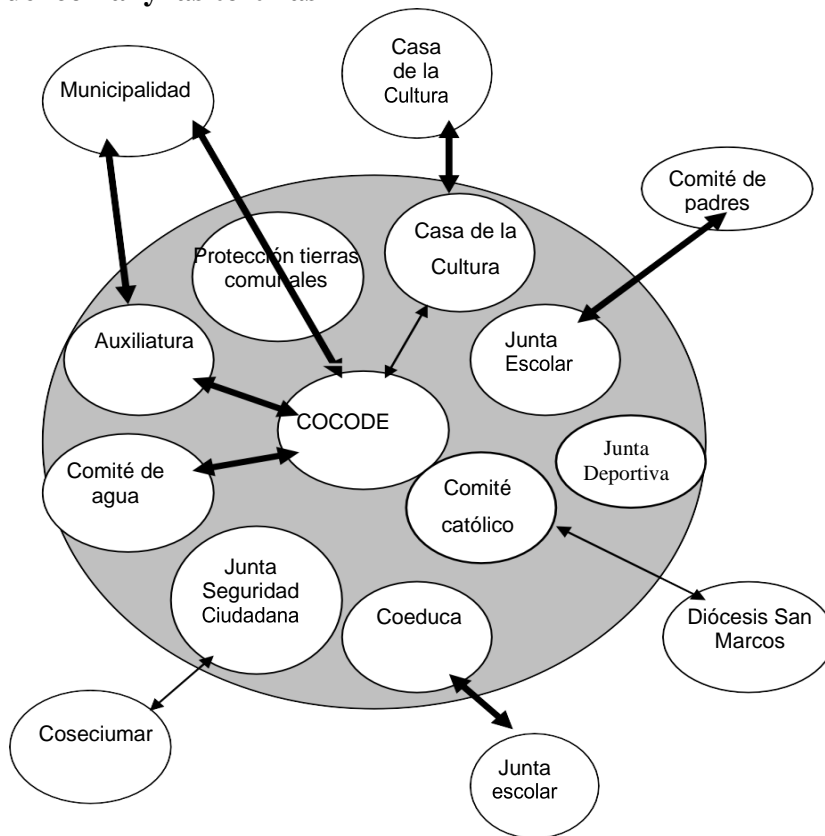 Casa
de la
Cultura
Municipalidad
Comité de
padres
Protección tierras
comunales
Casa de la
Cultura
Auxiliatura
Junta
Escolar
COCODE
Junta
Deportiva
Comité de
agua
Comité
católico
Junta
Seguridad
Ciudadana
Coeduca
Diócesis San
Marcos
Coseciumar
Junta
escolar